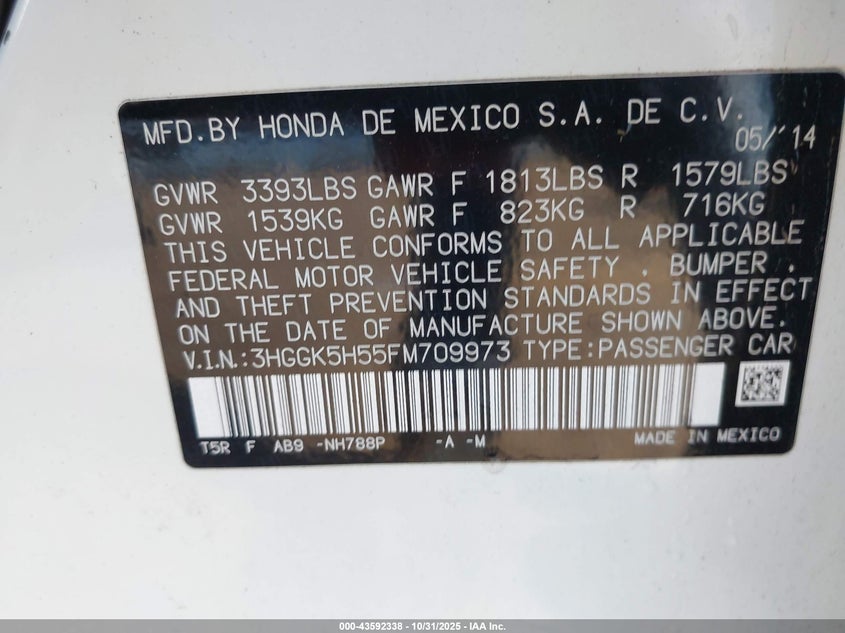 MFD.BY HONDA DE MEXICO S.A. DE C.V.
05/'14
GVWR 3393LBS GAWR F 1813LBS R 1579LBS
GVWR 1539KG GAWR F 823KG R 716KG
THIS VEHICLE CONFORMS TO ALL APPLICABLE
FEDERAL MOTOR VEHICLE SAFETY , BUMPER ,
AND THEFT PREVENTION STANDARDS IN EFFECT
ON THE DATE OF MANUFACTURE SHOWN ABOVE.
V.I.N.:3HGGK5H55FM709973 TYPE:PASSENGER CAR
T5R F AB9 -NH788P -A -M MADE IN MEXICO
000-43592338 - 10/31/2025 - IAA Inc.